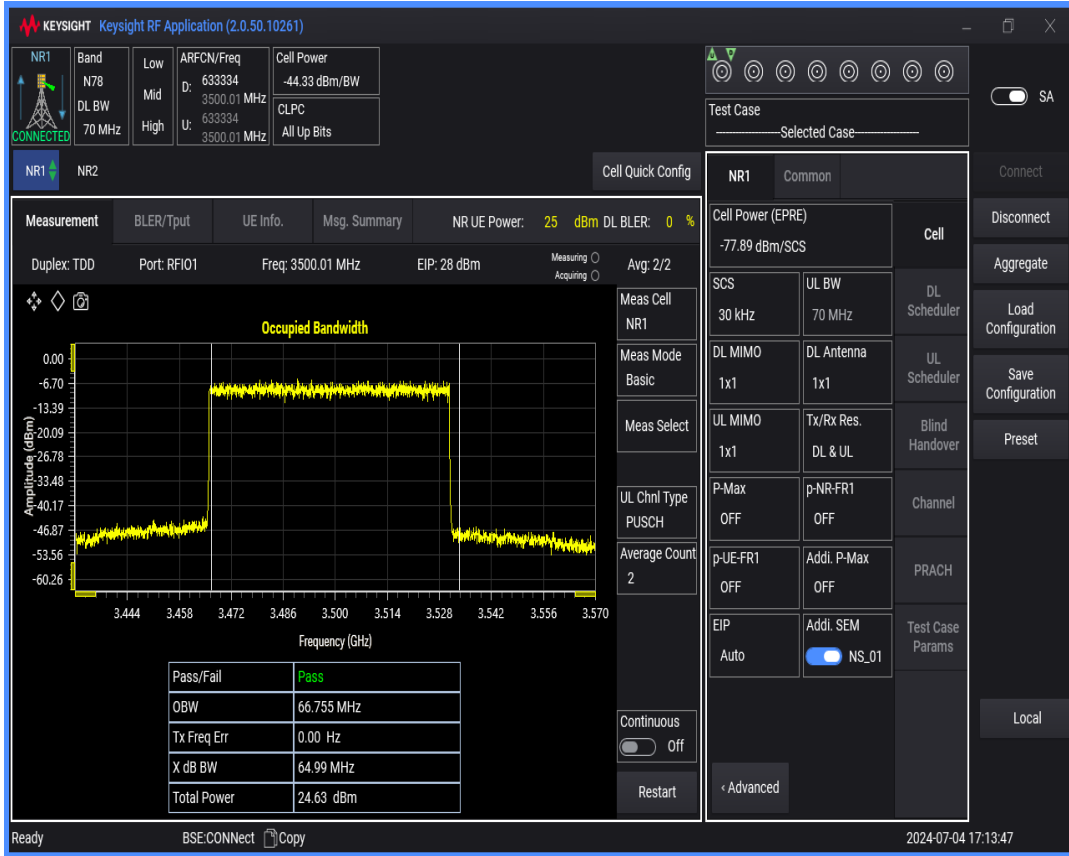 KEYSIGHT Keysight RF Application (2.0.50.10261)
NR1
CONNECTED
Band
N78
DL BW
70 MHz
Low
Mid
High
ARFCN/Freq
D: 633334
3500.01 MHz
U: 633334
3500.01 MHz
Cell Power
-44.33 dBm/BW
CLPC
All Up Bits
Test Case
--------------------Selected Case------------------
SA
NR1 NR2 Cell Quick Config
NR1 Common
Connect
Disconnect
Aggregate
Load
Configuration
Save
Configuration
Preset
Local
Measurement BLER/Tput UE Info. Msg. Summary NR UE Power: 25 dBm DL BLER: 0 %
Duplex: TDD Port: RFIO1 Freq: 3500.01 MHz EIP: 28 dBm Measuring Avg: 2/2
Acquiring
Occupied Bandwidth
Amplitude (dBm)
0.00
-6.70
-13.39
-20.09
-26.78
-33.48
-40.17
-46.87
-53.56
-60.26
3.444 3.458 3.472 3.486 3.500 3.514 3.528 3.542 3.556 3.570
Frequency (GHz)
Pass/Fail Pass
OBW 66.755 MHz
Tx Freq Err 0.00 Hz
X dB BW 64.99 MHz
Total Power 24.63 dBm
Meas Cell
NR1
Meas Mode
Basic
Meas Select
UL Chnl Type
PUSCH
Average Count
2
Continuous
Off
Restart
Cell Power (EPRE)
-77.89 dBm/SCS
SCS UL BW
30 kHz 70 MHz
DL MIMO DL Antenna
1x1 1x1
UL MIMO Tx/Rx Res.
1x1 DL & UL
P-Max p-NR-FR1
OFF OFF
p-UE-FR1 Addi. P-Max
OFF OFF
EIP Addi. SEM
Auto NS_01
‹ Advanced
Cell
DL
Scheduler
UL
Scheduler
Blind
Handover
Channel
PRACH
Test Case
Params
Ready BSE:CONNect Copy 2024-07-04 17:13:47